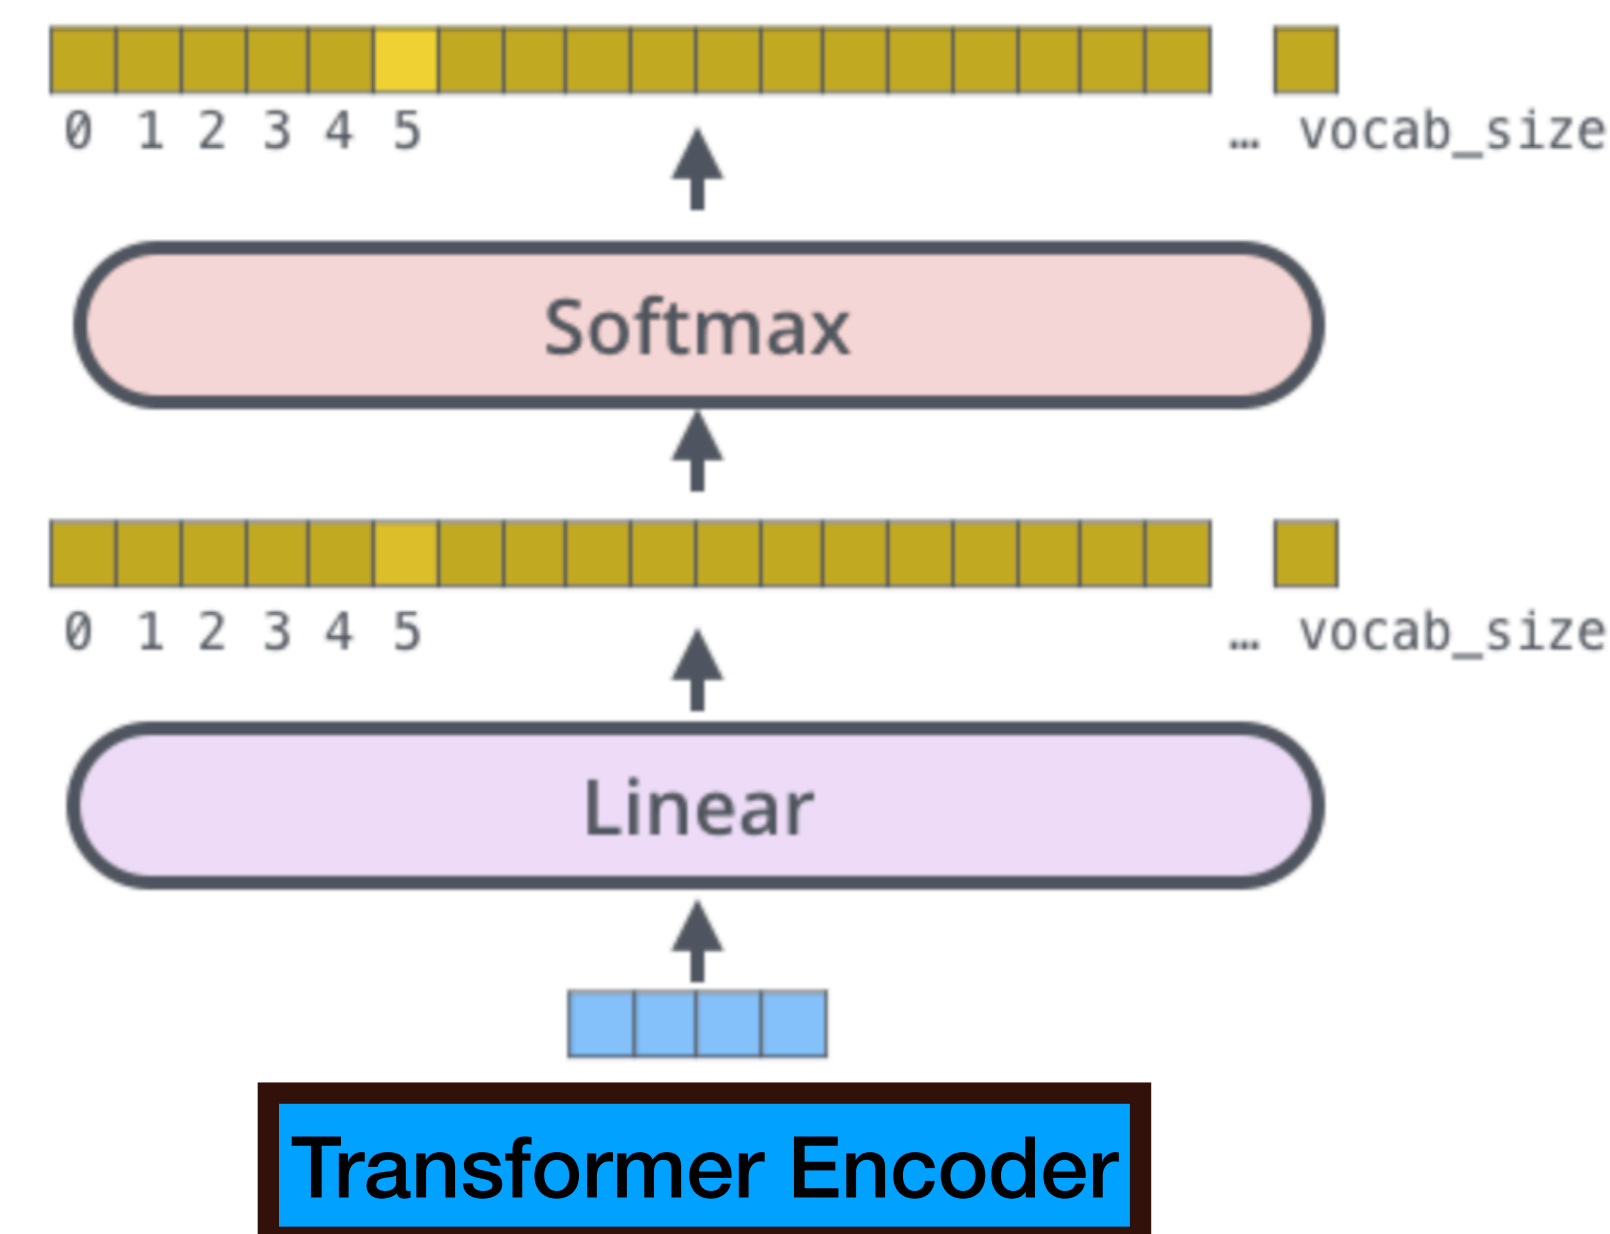 0 1 2 3 4 5 … vocab_size
Softmax
0 1 2 3 4 5 … vocab_size
Linear
Transformer Encoder